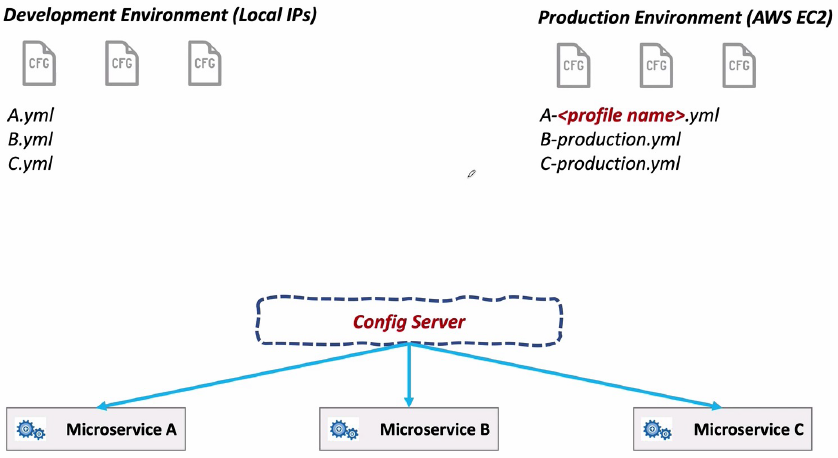 Development Environment (Local IPs)
CFG CFG CFG
A.yml
B.yml
C.yml
Production Environment (AWS EC2)
CFG CFG CFG
A-<profile name>.yml
B-production.yml
C-production.yml
Config Server
Microservice A
Microservice B
Microservice C